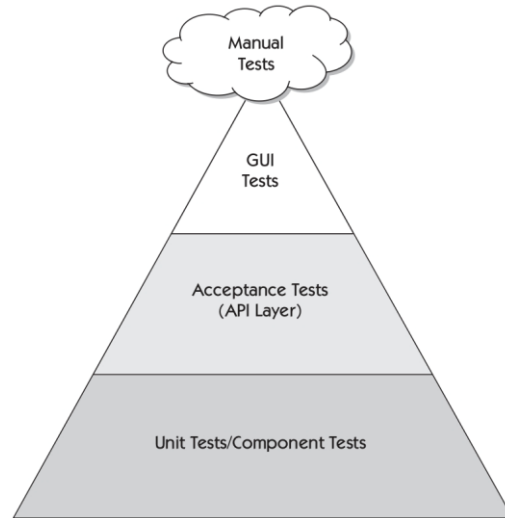 Manual
Tests
GUI
Tests
Acceptance Tests
(API Layer)
Unit Tests/Component Tests